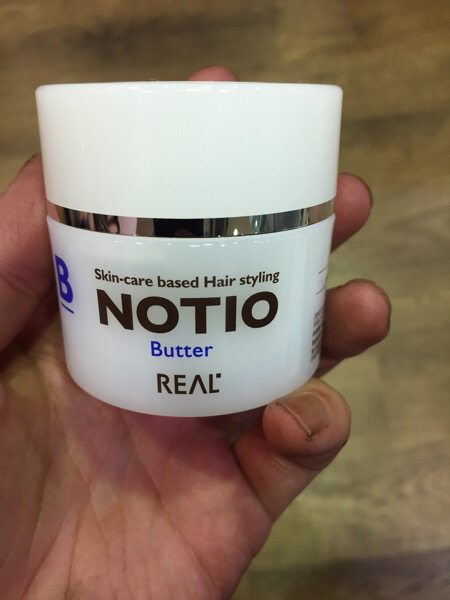 B
Skin-care based Hair styling
NOTIO
Butter
REAL